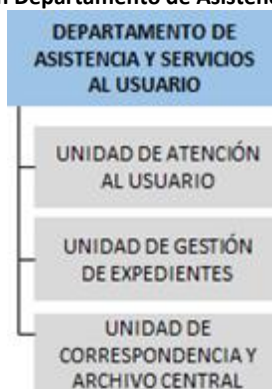 Departamento de Asistenc
DEPARTAMENTO DE
ASISTENCIA Y SERVICIOS
AL USUARIO
UNIDAD DE ATENCIÓN
AL USUARIO
UNIDAD DE GESTIÓN
DE EXPEDIENTES
UNIDAD DE
CORRESPONDENCIA Y
ARCHIVO CENTRAL